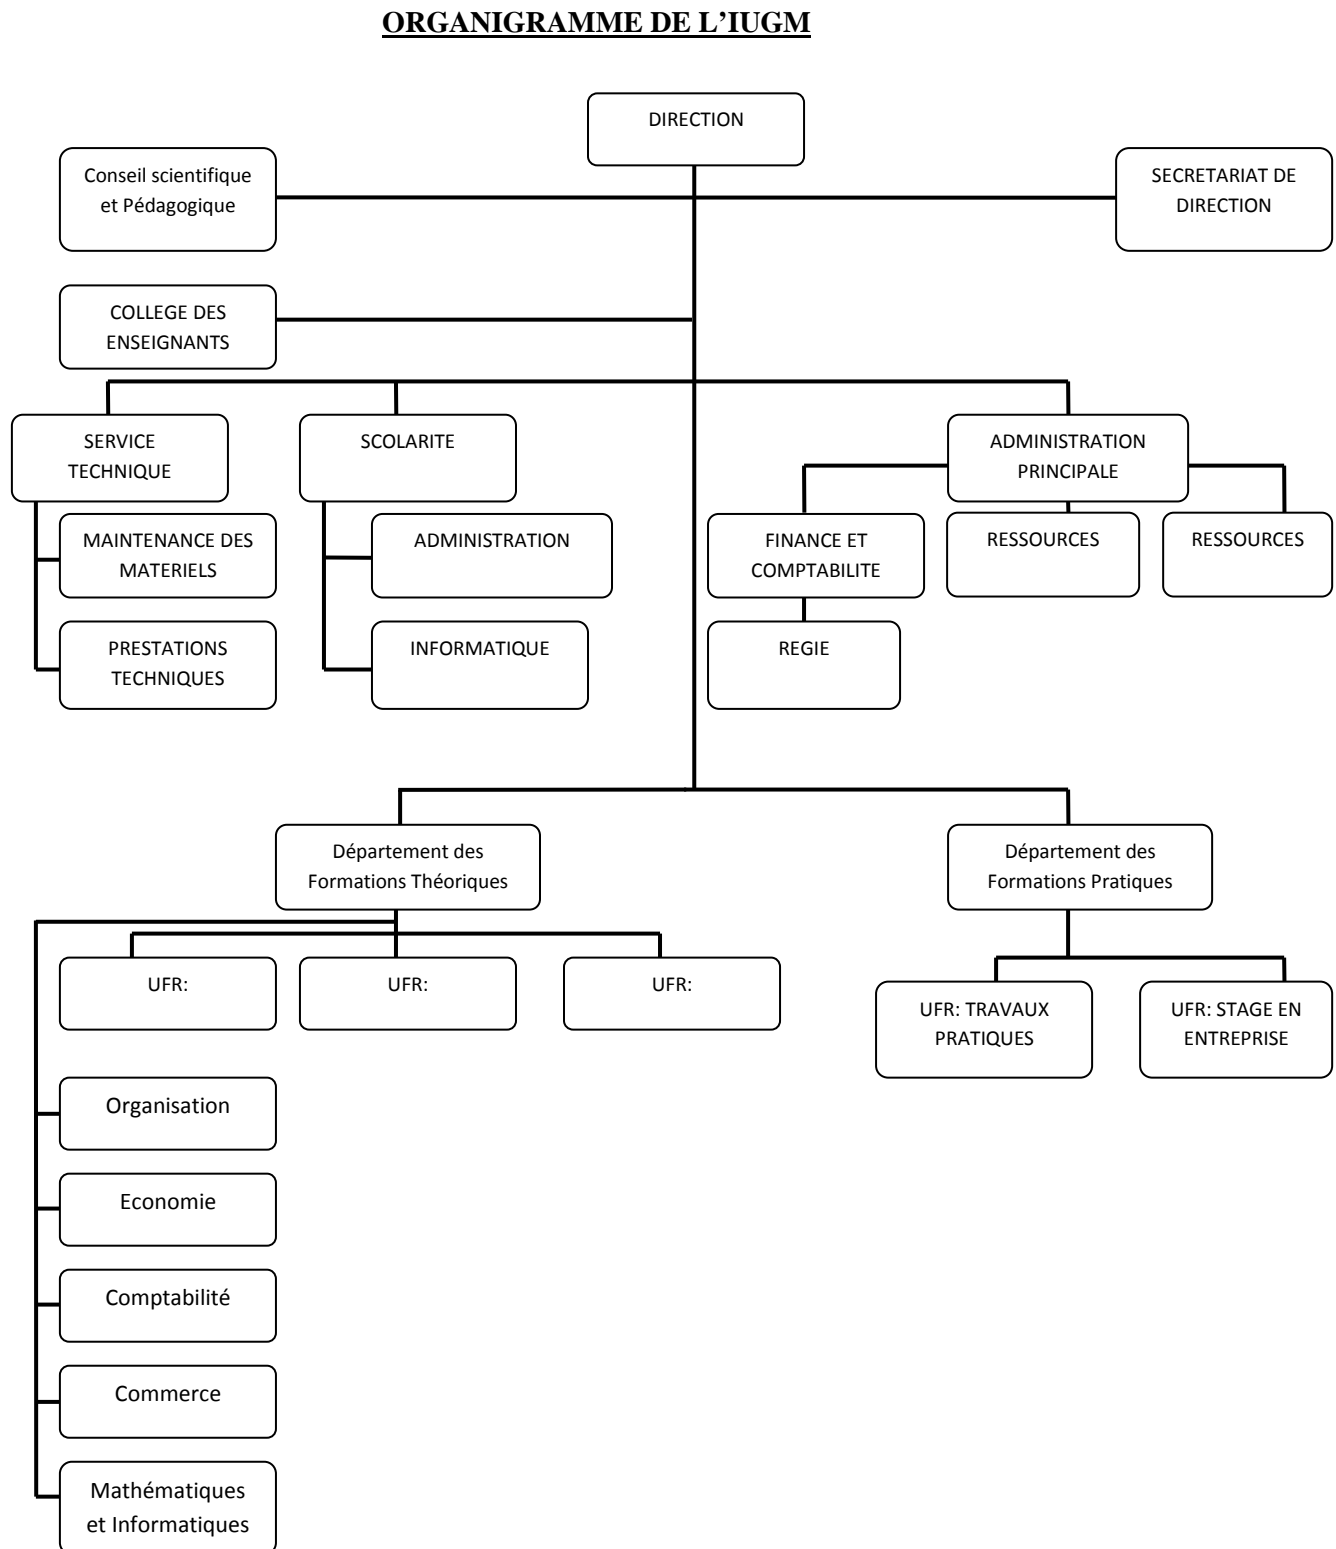 ORGANIGRAMME DE L’IUGM
DIRECTION
Conseil scientifique
et Pédagogique
SECRETARIAT DE
DIRECTION
COLLEGE DES
ENSEIGNANTS
SERVICE
TECHNIQUE
SCOLARITE
ADMINISTRATION
PRINCIPALE
MAINTENANCE DES
MATERIELS
ADMINISTRATION
FINANCE ET
COMPTABILITE
RESSOURCES
RESSOURCES
PRESTATIONS
TECHNIQUES
INFORMATIQUE
REGIE
Département des
Formations Théoriques
Département des
Formations Pratiques
UFR:
UFR:
UFR:
UFR: TRAVAUX
PRATIQUES
UFR: STAGE EN
ENTREPRISE
Organisation
Economie
Comptabilité
Commerce
Mathématiques
et Informatiques